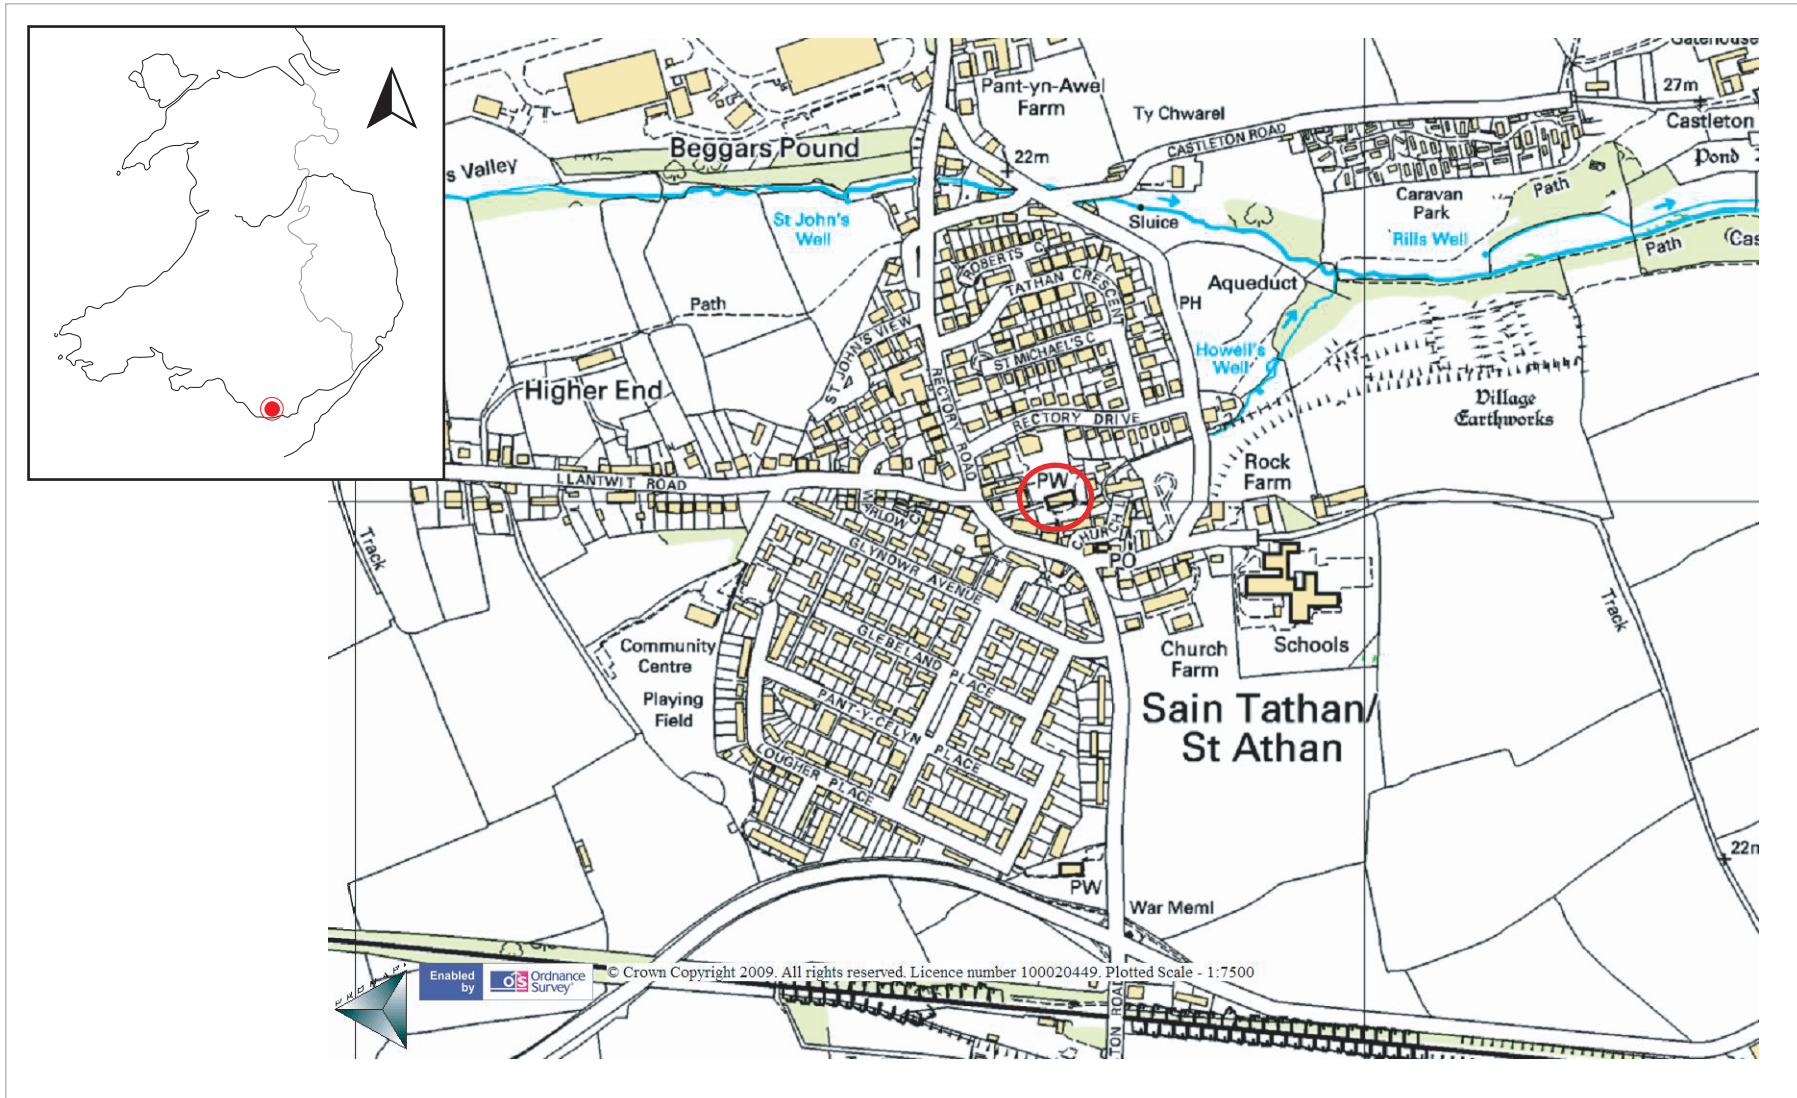 Gatehouse
27m
Pant-yn-Awel
Farm
Ty Chwarel
Castleton
CASTLETON ROAD
Beggars Pound
22m
Pond
s Valley
Path
Caravan
Park
St John's
Well
Sluice
Rills Well
Path
(Cas
ROBERTS C
TATHAN CRESCENT
Aqueduct
Path
PH
ST JOHN'S VIEW
ST MICHAEL'S C
Howell's
Well
Higher End
RECTORY ROAD
RECTORY DRIVE
Village
Earthworks
Rock
Farm
LLANTWIT ROAD
PW
CHURCH
PO
Track
GLYNDWR AVENUE
Track
Community
Centre
GLEBELAND PLACE
Church
Farm
Schools
Playing
Field
PANT-Y-CELYN PLACE
Sain Tathan/
St Athan
LOUGHER PLACE
22m
PW
War Meml
Enabled
by
OS
Ordnance
Survey
© Crown Copyright 2009. All rights reserved. Licence number 100020449. Plotted Scale - 1:7500
TON ROAD